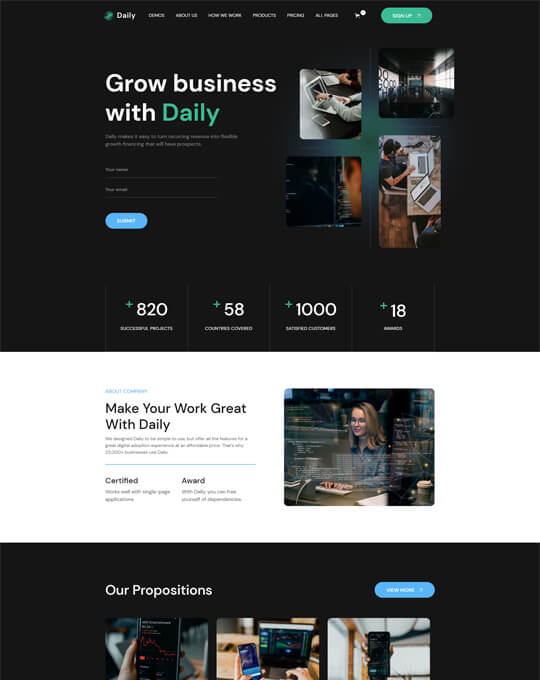 Daily
DEMOS ABOUT US HOW WE WORK PRODUCTS PRICING ALL PAGES
SIGN UP
Grow business
with Daily
Daily makes it easy to turn recurring revenue into flexible
growth financing that will have prospects.
Your name
Your email
SUBMIT
+ 820
SUCCESSFUL PROJECTS
+ 58
COUNTRIES COVERED
+ 1000
SATISFIED CUSTOMERS
+ 18
AWARDS
ABOUT COMPANY
Make Your Work Great
With Daily
We designed Daily to be simple to use, but offer all the features for a
great digital adoption experience at an affordable price. That's why
25,000+ businesses use Daily.
Certified
Works well with single-page
applications
Award
With Daily, you can free
yourself of dependencies.
Our Propositions
VIEW MORE